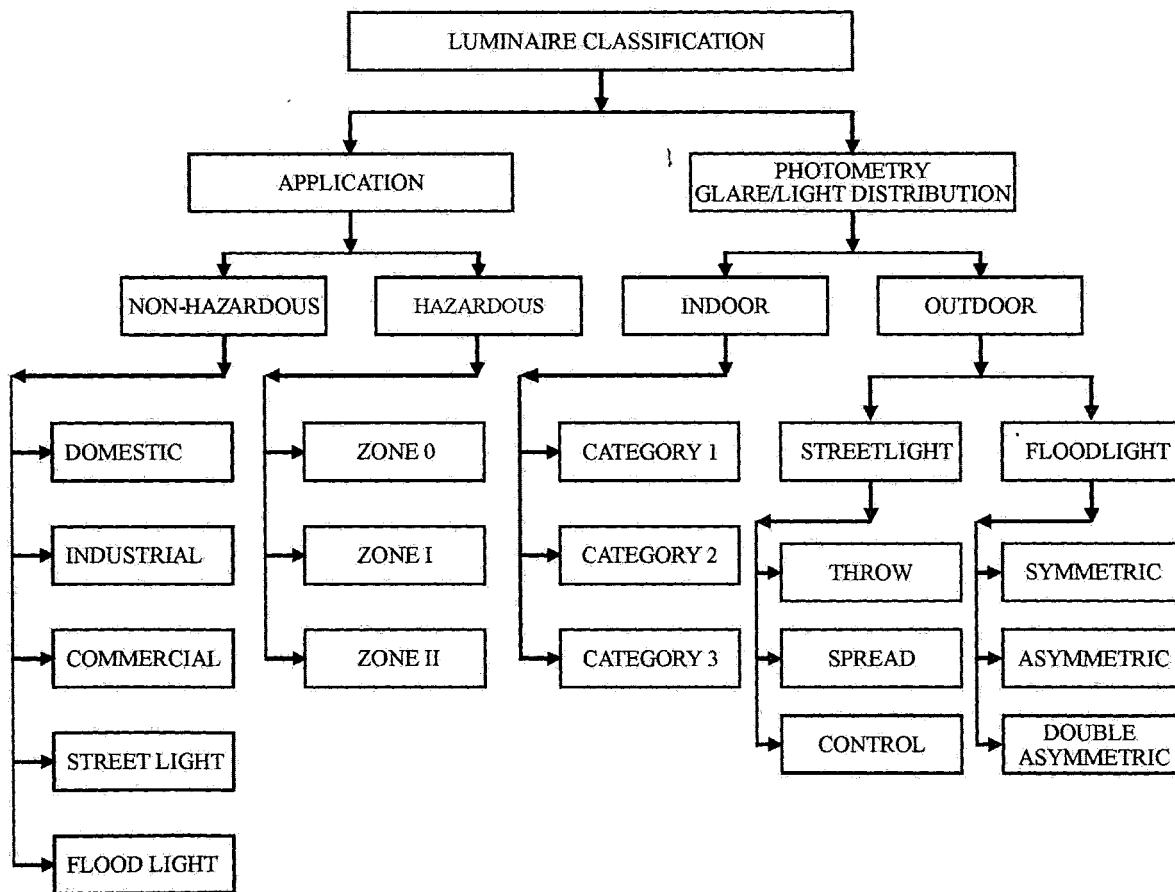 LUMINAIRE CLASSIFICATION
APPLICATION
PHOTOMETRY
GLARE/LIGHT DISTRIBUTION
NON-HAZARDOUS
HAZARDOUS
INDOOR
OUTDOOR
DOMESTIC
INDUSTRIAL
COMMERCIAL
STREET LIGHT
FLOOD LIGHT
ZONE 0
ZONE I
ZONE II
CATEGORY 1
CATEGORY 2
CATEGORY 3
STREETLIGHT
THROW
SPREAD
CONTROL
FLOODLIGHT
SYMMETRIC
ASYMMETRIC
DOUBLE
ASYMMETRIC